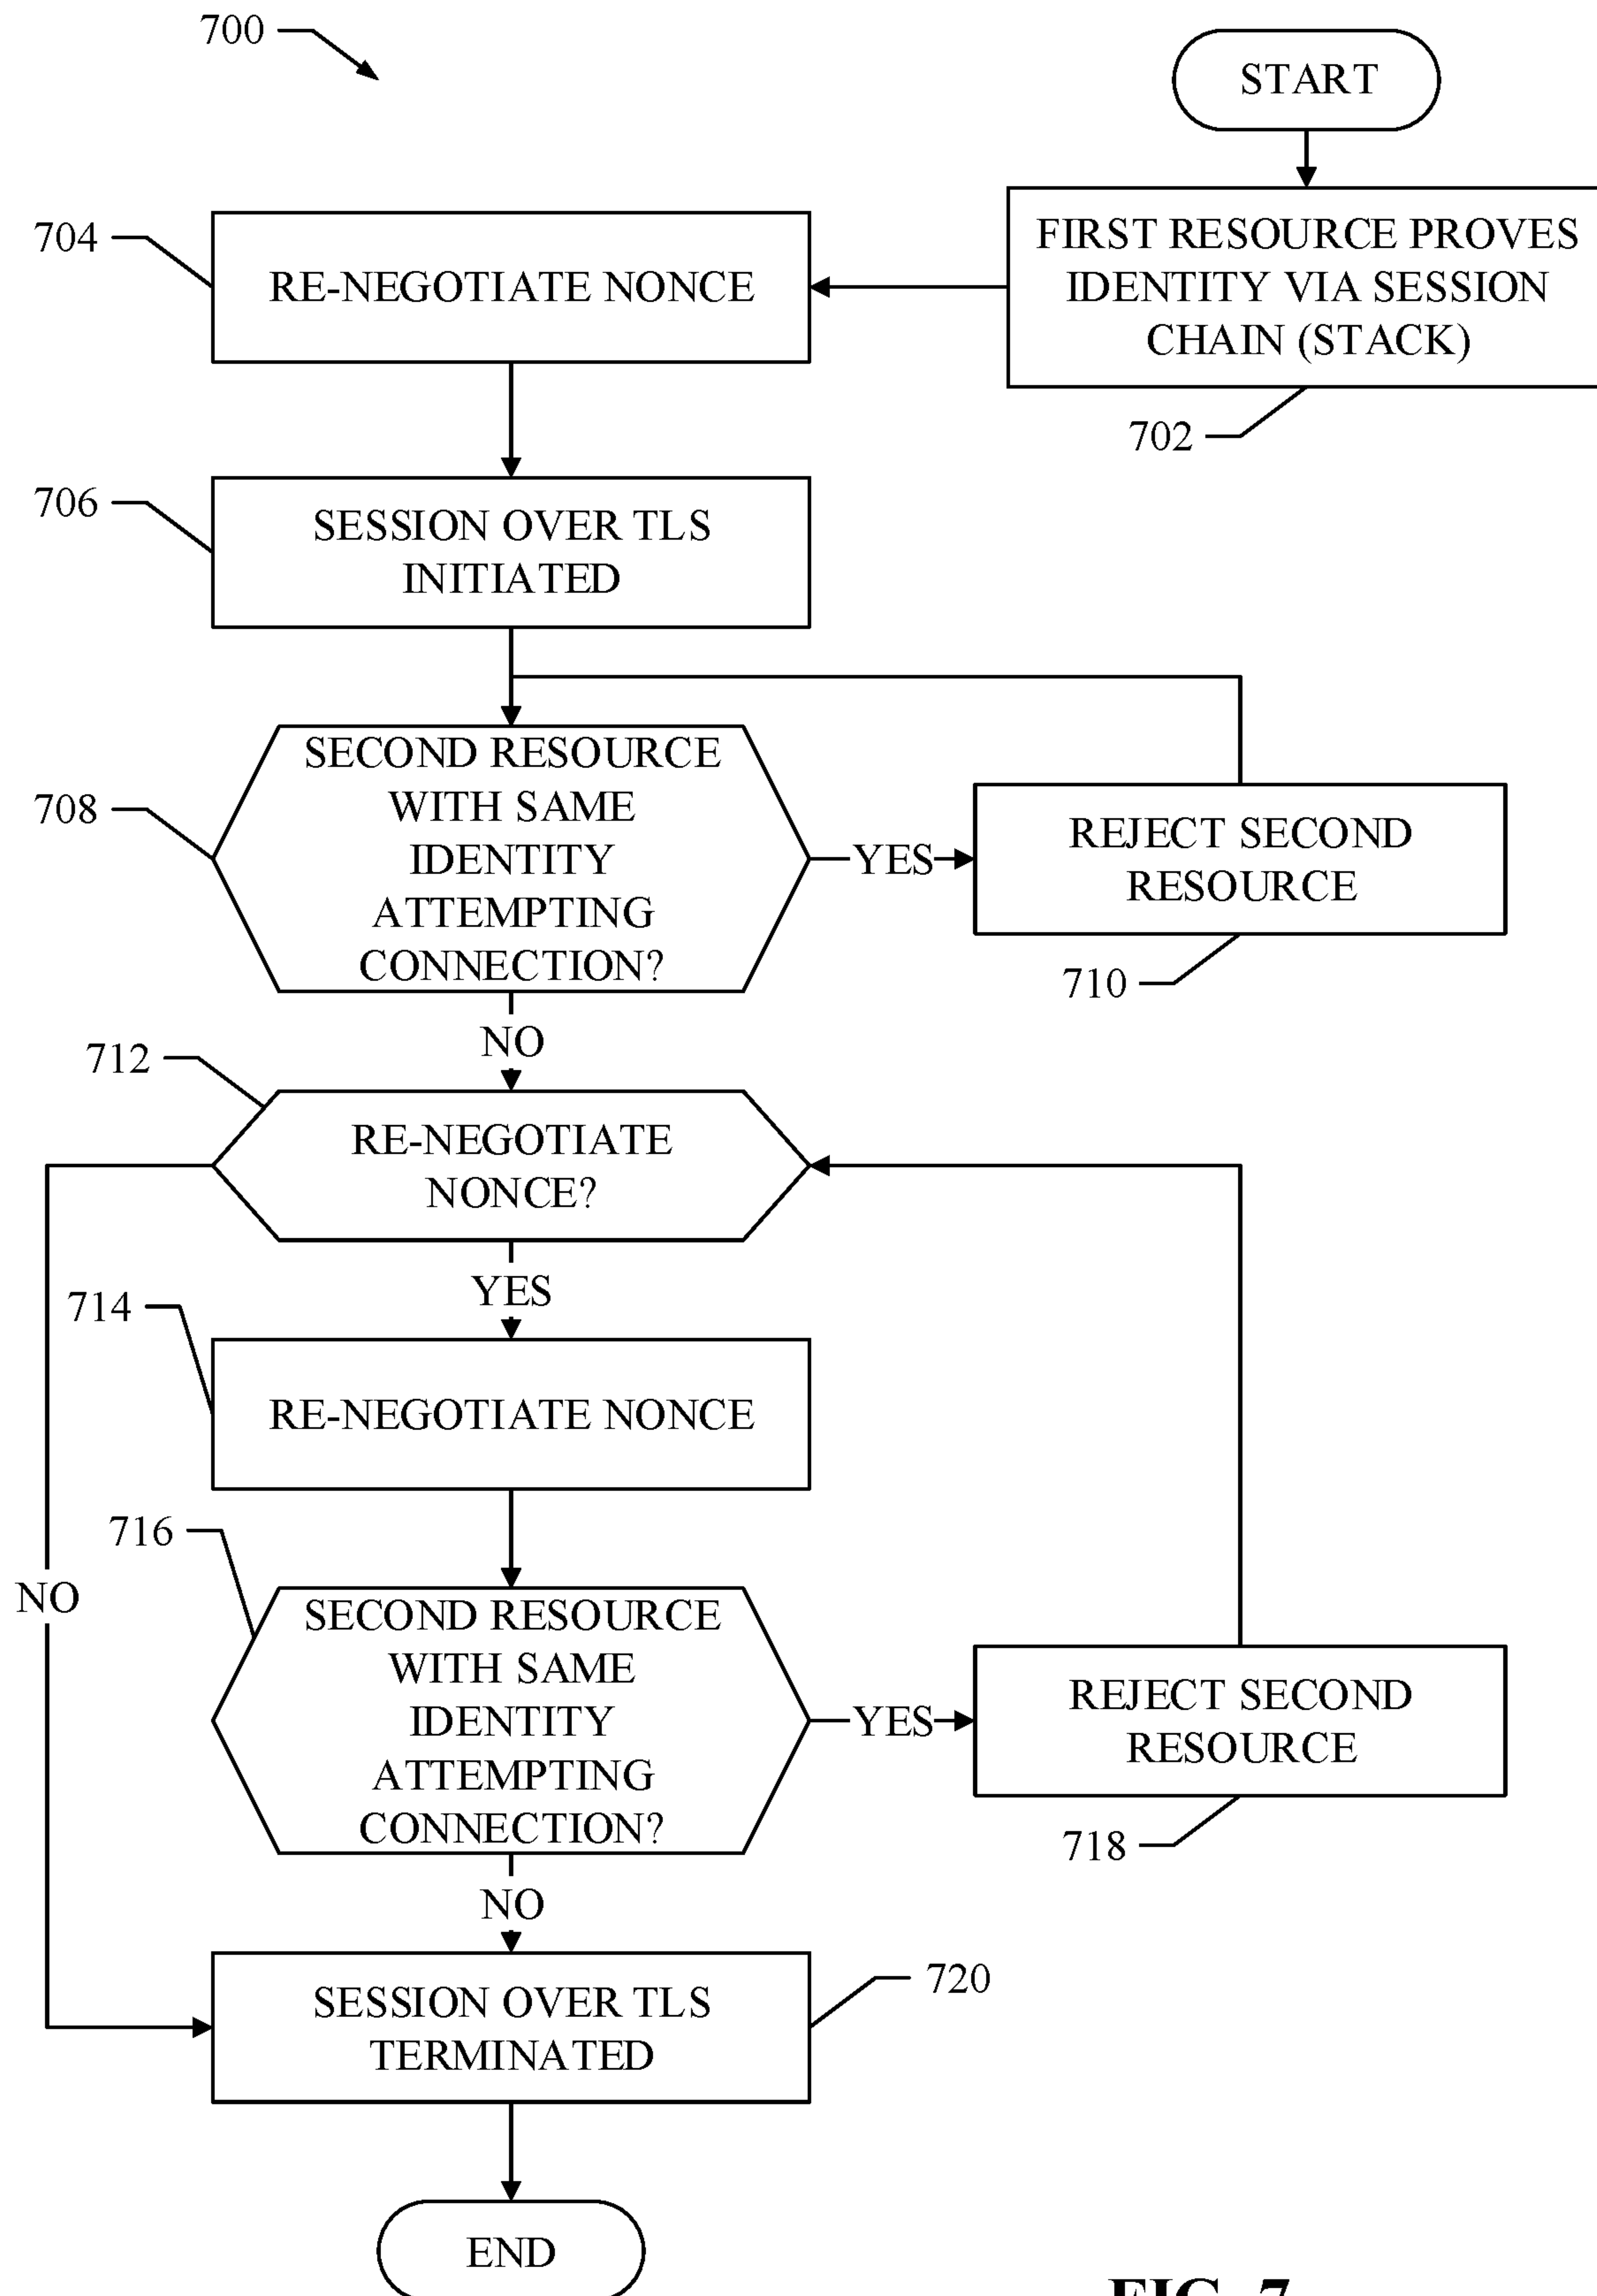 700
START
704
RE-NEGOTIATE NONCE
FIRST RESOURCE PROVES
IDENTITY VIA SESSION
CHAIN (STACK)
702
706
SESSION OVER TLS
INITIATED
708
SECOND RESOURCE
WITH SAME
IDENTITY
ATTEMPTING
CONNECTION?
YES
REJECT SECOND
RESOURCE
710
NO
712
RE-NEGOTIATE
NONCE?
YES
714
RE-NEGOTIATE NONCE
716
NO
SECOND RESOURCE
WITH SAME
IDENTITY
ATTEMPTING
CONNECTION?
YES
REJECT SECOND
RESOURCE
718
NO
720
SESSION OVER TLS
TERMINATED
END
FIG. 7